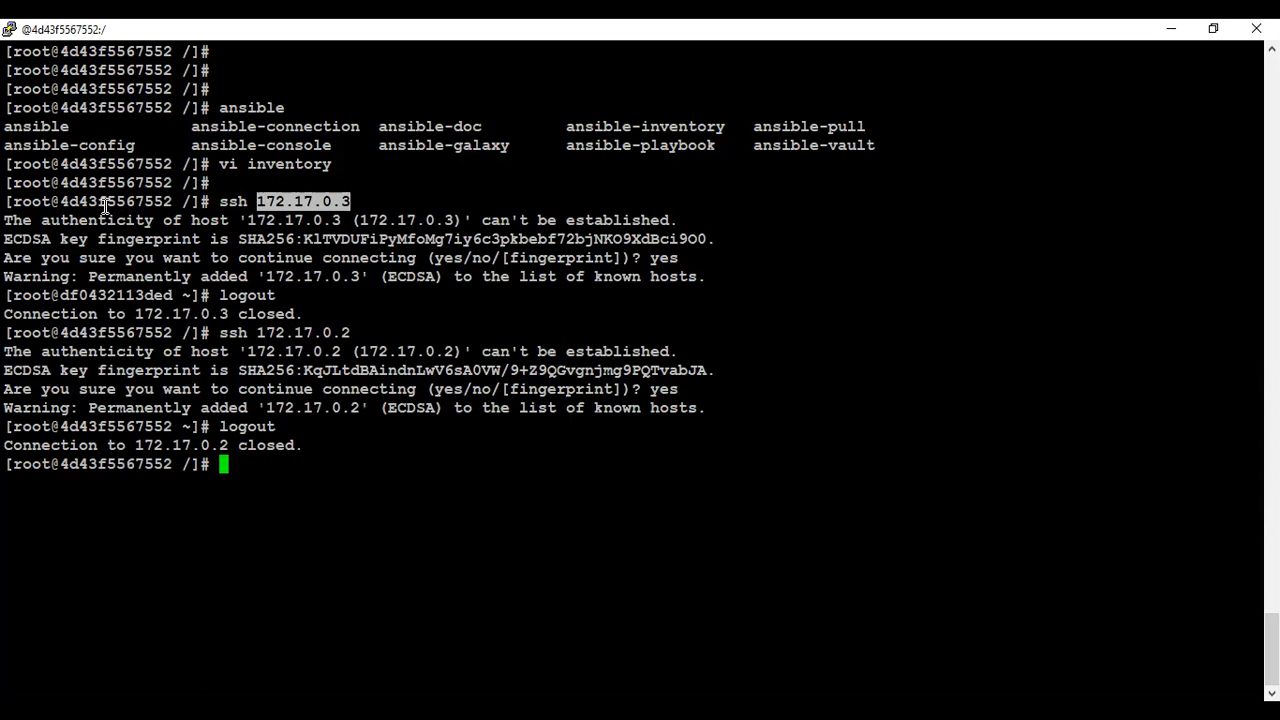 @4d43f5567552:/
[root@4d43f5567552 /]#
[root@4d43f5567552 /]#
[root@4d43f5567552 /]#
[root@4d43f5567552 /]# ansible
ansible ansible-connection ansible-doc ansible-inventory ansible-pull
ansible-config ansible-console ansible-galaxy ansible-playbook ansible-vault
[root@4d43f5567552 /]# vi inventory
[root@4d43f5567552 /]#
[root@4d43f5567552 /]# ssh 172.17.0.3
The authenticity of host '172.17.0.3 (172.17.0.3)' can't be established.
ECDSA key fingerprint is SHA256:KlTVDUFiPyMfoMg7iy6c3pkbebf72bjNKO9XdBci9O0.
Are you sure you want to continue connecting (yes/no/[fingerprint])? yes
Warning: Permanently added '172.17.0.3' (ECDSA) to the list of known hosts.
[root@df0432113ded ~]# logout
Connection to 172.17.0.3 closed.
[root@4d43f5567552 /]# ssh 172.17.0.2
The authenticity of host '172.17.0.2 (172.17.0.2)' can't be established.
ECDSA key fingerprint is SHA256:KqJLtdBAindnLwV6sA0VW/9+Z9QGvgnjmg9PQTvabJA.
Are you sure you want to continue connecting (yes/no/[fingerprint])? yes
Warning: Permanently added '172.17.0.2' (ECDSA) to the list of known hosts.
[root@4d43f5567552 ~]# logout
Connection to 172.17.0.2 closed.
[root@4d43f5567552 /]#